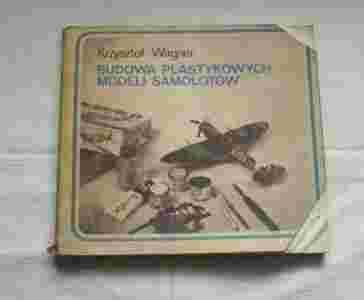 Krzysztof Wagner
BUDOWA PLASTYKOWYCH
MODELI SAMOLOTÓW